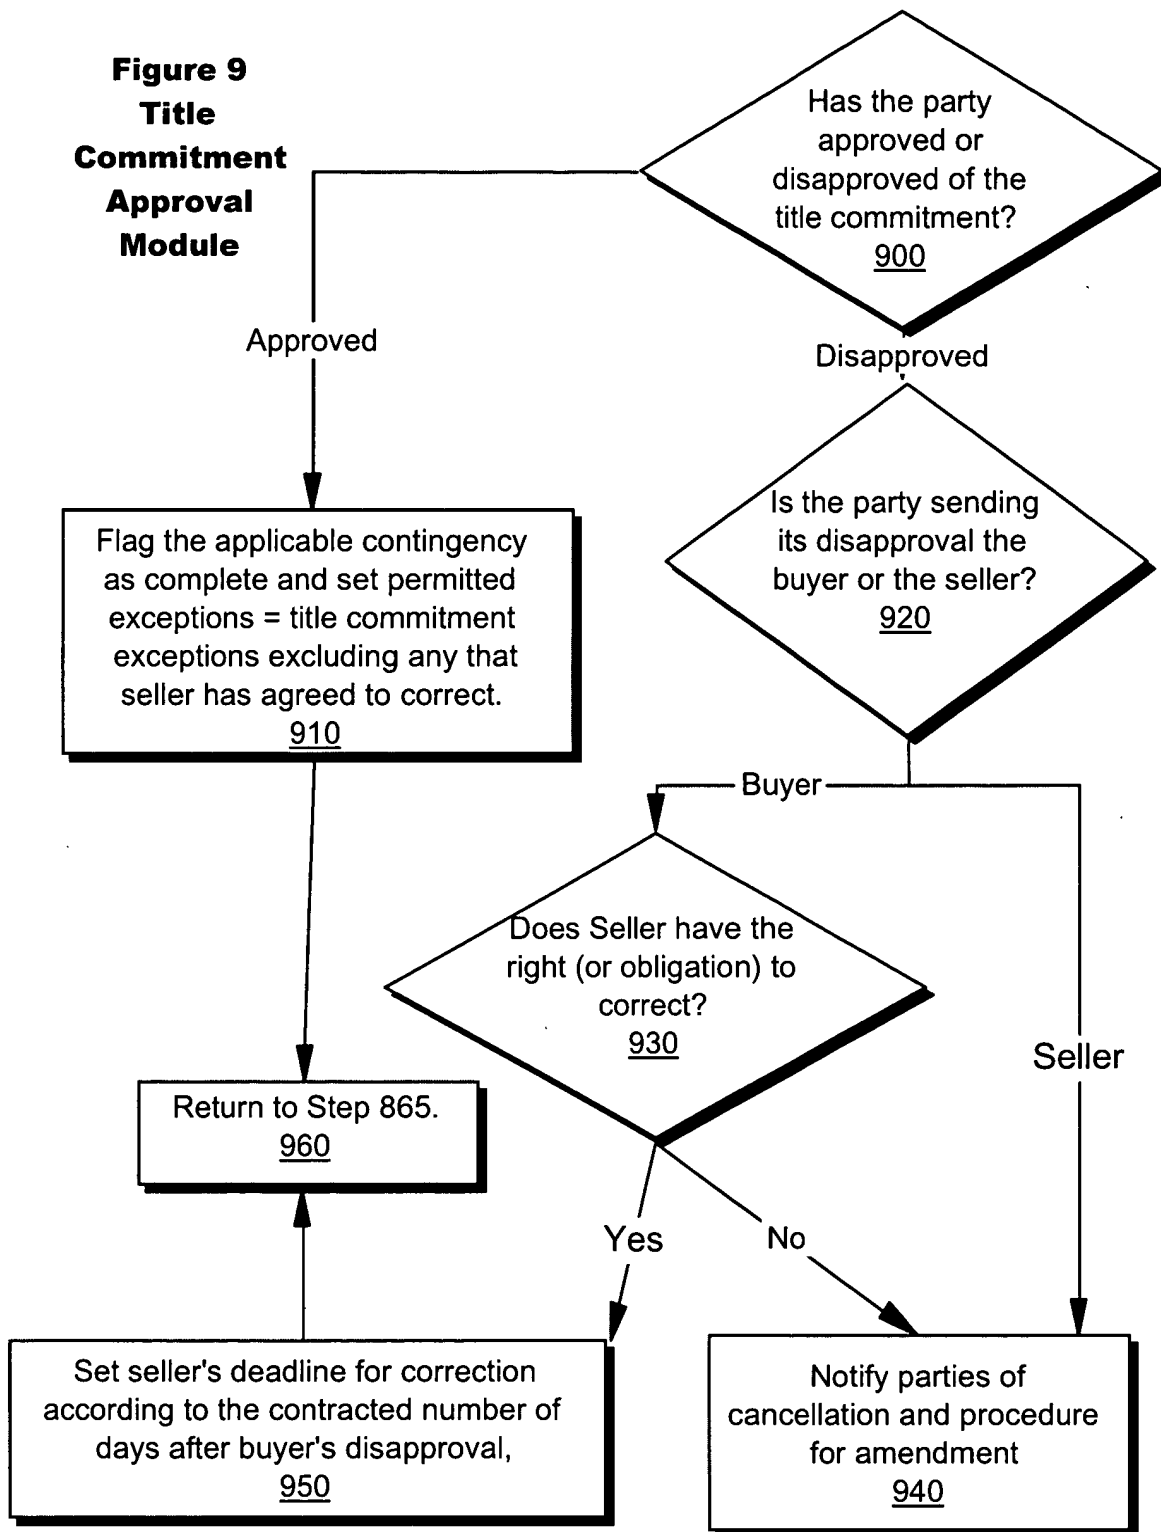 Figure 9
Title
Commitment
Approval
Module
Has the party
approved or
disapproved of the
title commitment?
900
Approved
Disapproved
Is the party sending
its disapproval the
buyer or the seller?
920
Flag the applicable contingency
as complete and set permitted
exceptions = title commitment
exceptions excluding any that
seller has agreed to correct.
910
Buyer
Does Seller have the
right (or obligation) to
correct?
930
Seller
Return to Step 865.
960
Yes
No
Set seller's deadline for correction
according to the contracted number of
days after buyer's disapproval,
950
Notify parties of
cancellation and procedure
for amendment
940